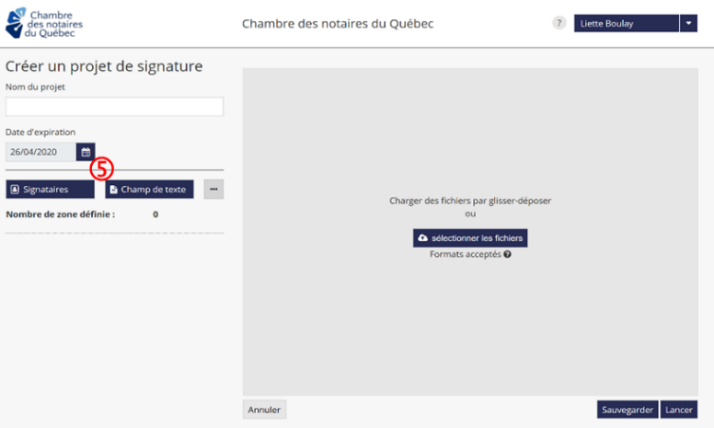 Chambre
des notaires
du Québec
Chambre des notaires du Québec
?
Liette Boulay
Créer un projet de signature
Nom du projet
Date d'expiration
26/04/2020
5
Signataires
Champ de texte
...
Nombre de zone définie : 0
Charger des fichiers par glisser-déposer
ou
sélectionner les fichiers
Formats acceptés ?
Annuler
Sauvegarder
Lancer